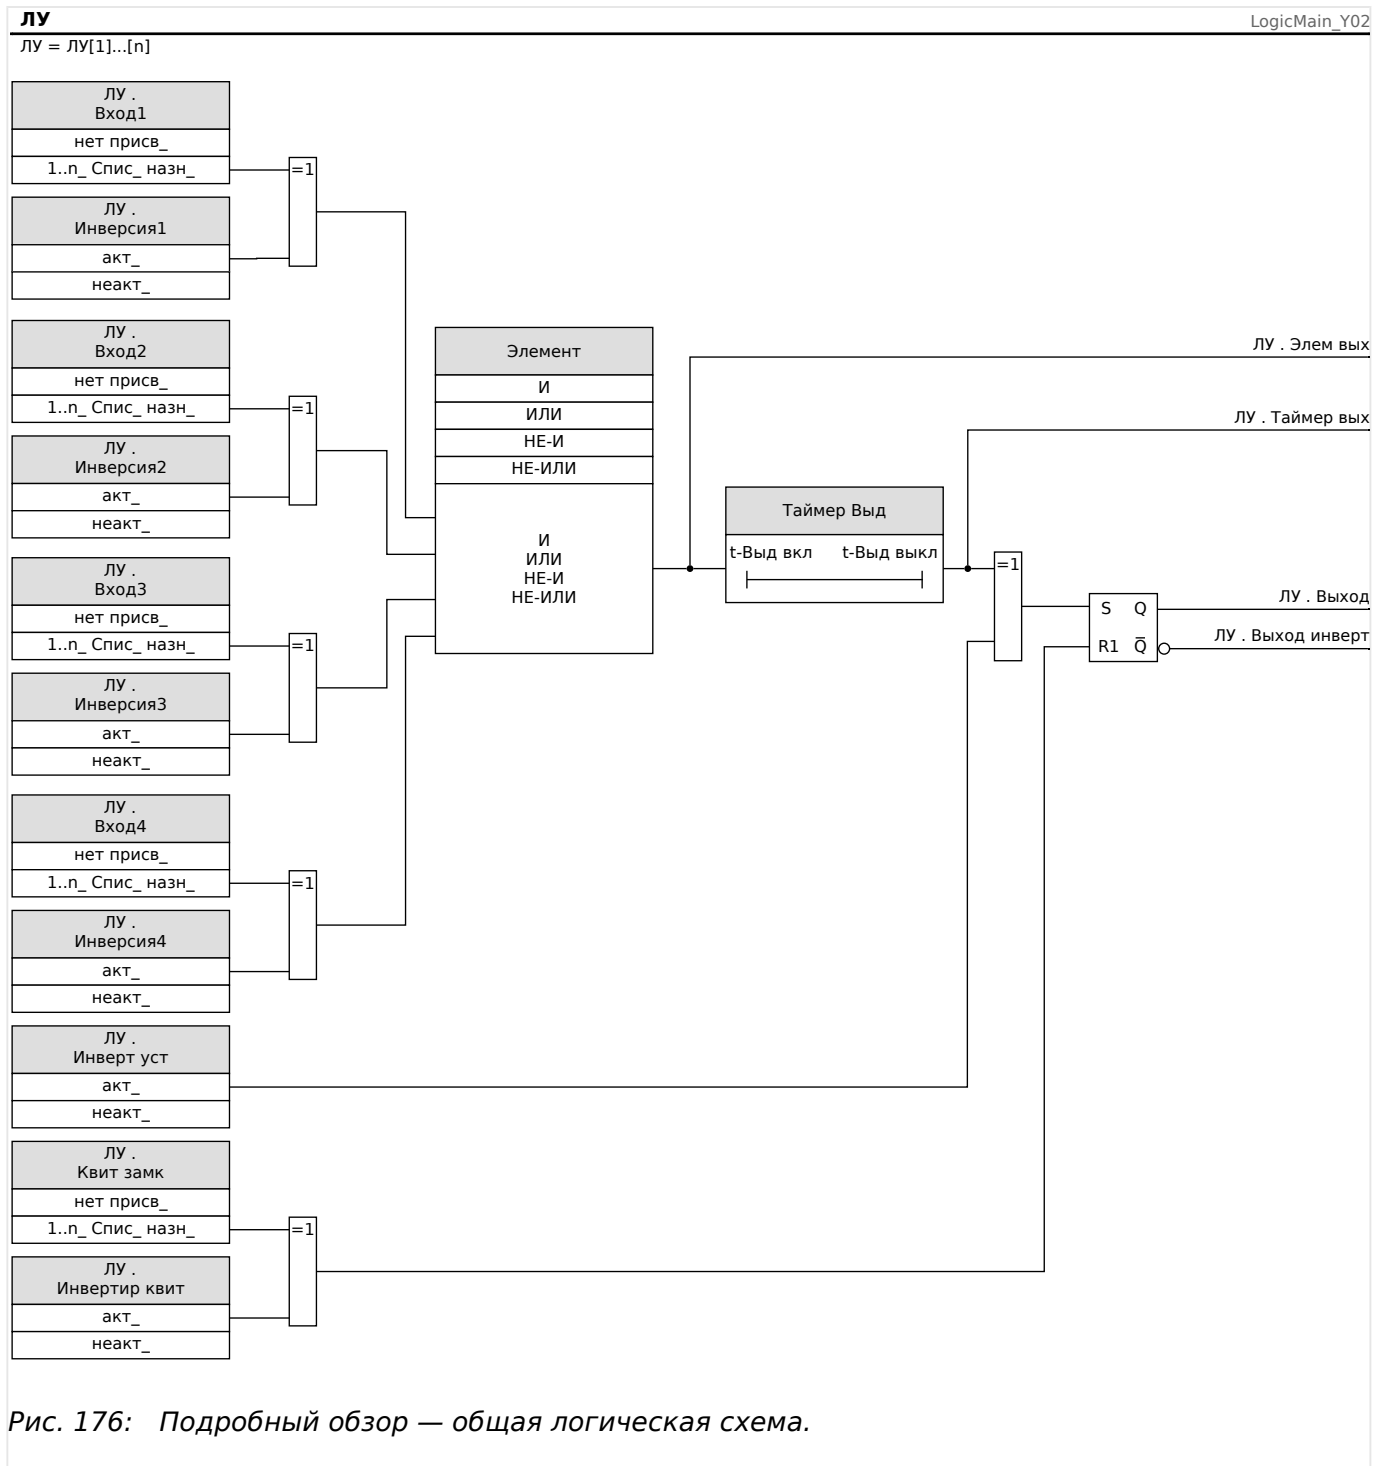 ЛУ
LogicMain_Y02
ЛУ = ЛУ[1]...[n]
ЛУ .
Вход1
нет присв_
1..n_ Спис_ назн_
=1
ЛУ .
Инверсия1
акт_
неакт_
ЛУ .
Вход2
нет присв_
1..n_ Спис_ назн_
=1
ЛУ .
Инверсия2
акт_
неакт_
ЛУ .
Вход3
нет присв_
1..n_ Спис_ назн_
=1
ЛУ .
Инверсия3
акт_
неакт_
ЛУ .
Вход4
нет присв_
1..n_ Спис_ назн_
=1
ЛУ .
Инверсия4
акт_
неакт_
ЛУ .
Инверт уст
акт_
неакт_
ЛУ .
Квит замк
нет присв_
1..n_ Спис_ назн_
=1
ЛУ .
Инвертир квит
акт_
неакт_
Элемент
И
ИЛИ
НЕ-И
НЕ-ИЛИ
И
ИЛИ
НЕ-И
НЕ-ИЛИ
Таймер Выд
t-Выд вкл t-Выд выкл
=1
S Q
R1 Q̅
ЛУ . Элем вых
ЛУ . Таймер вых
ЛУ . Выход
ЛУ . Выход инверт
Рис. 176: Подробный обзор — общая логическая схема.